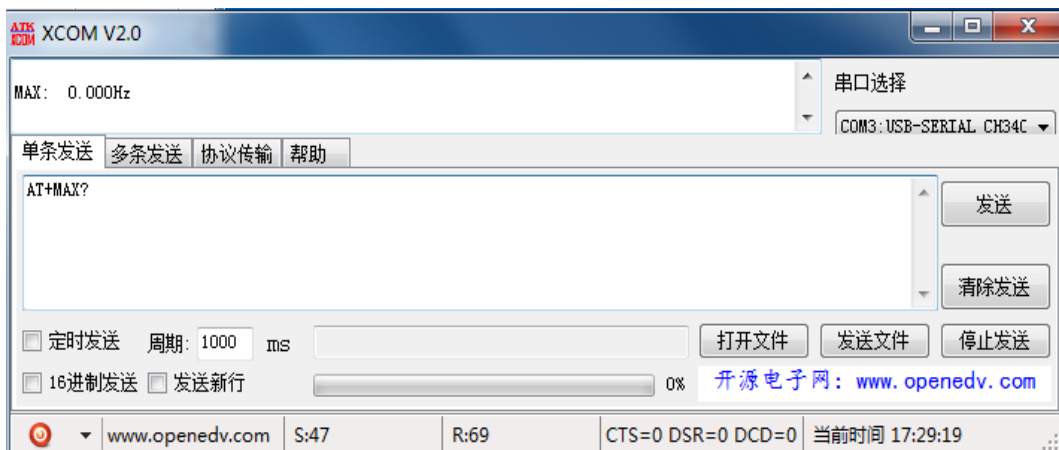 ATK XCOM XCOM V2.0
MAX: 0.000Hz
串口选择
COM3:USB-SERIAL CH34C
单条发送 多条发送 协议传输 帮助
AT+MAX?
发送
清除发送
定时发送 周期: 1000 ms 打开文件 发送文件 停止发送
16进制发送 发送新行 0% 开源电子网: www.openedv.com
www.openedv.com S:47 R:69 CTS=0 DSR=0 DCD=0 当前时间 17:29:19